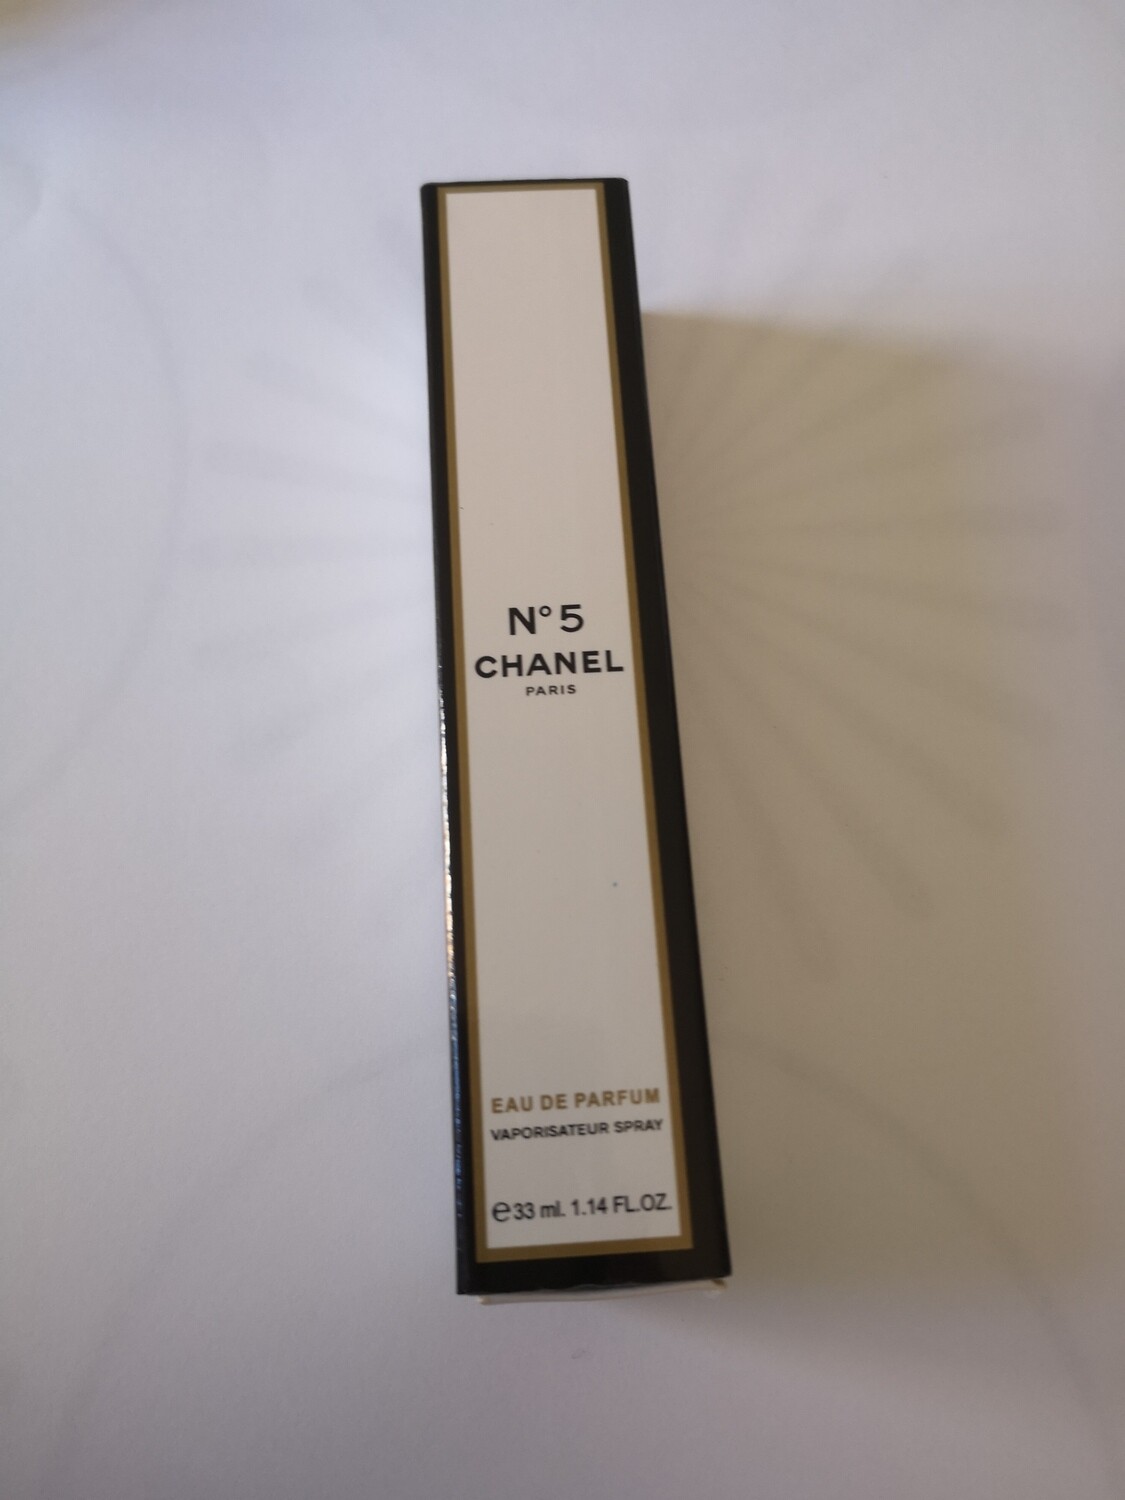 N° 5
CHANEL
PARIS
EAU DE PARFUM
VAPORISATEUR SPRAY
℮33 ml. 1.14 FL.OZ.